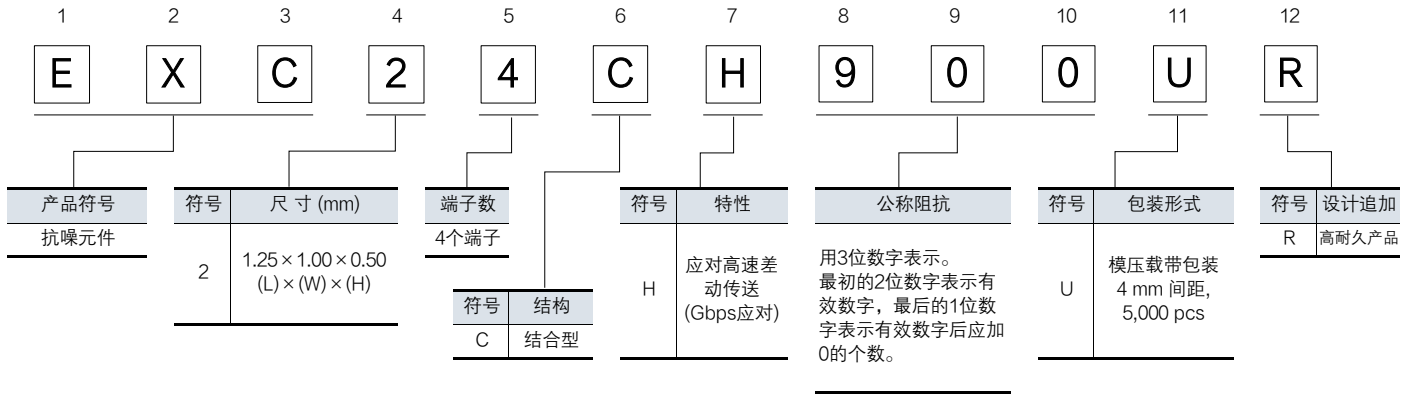 1 2 3 4 5 6 7 8 9 10 11 12
E X C 2 4 C H 9 0 0 U R
产品符号
抗噪元件
符号 尺 寸 (mm)
2
1.25×1.00×0.50
(L)×(W)×(H)
端子数
4个端子
符号 结构
C 结合型
符号 特性
H
应对高速差
动传送
(Gbps应对)
公称阻抗
用3位数字表示。
最初的2位数字表示有
效数字，最后的1位数
字表示有效数字后应加
0的个数。
符号 包装形式
U
模压载带包装
4 mm 间距,
5,000 pcs
符号 设计追加
R 高耐久产品